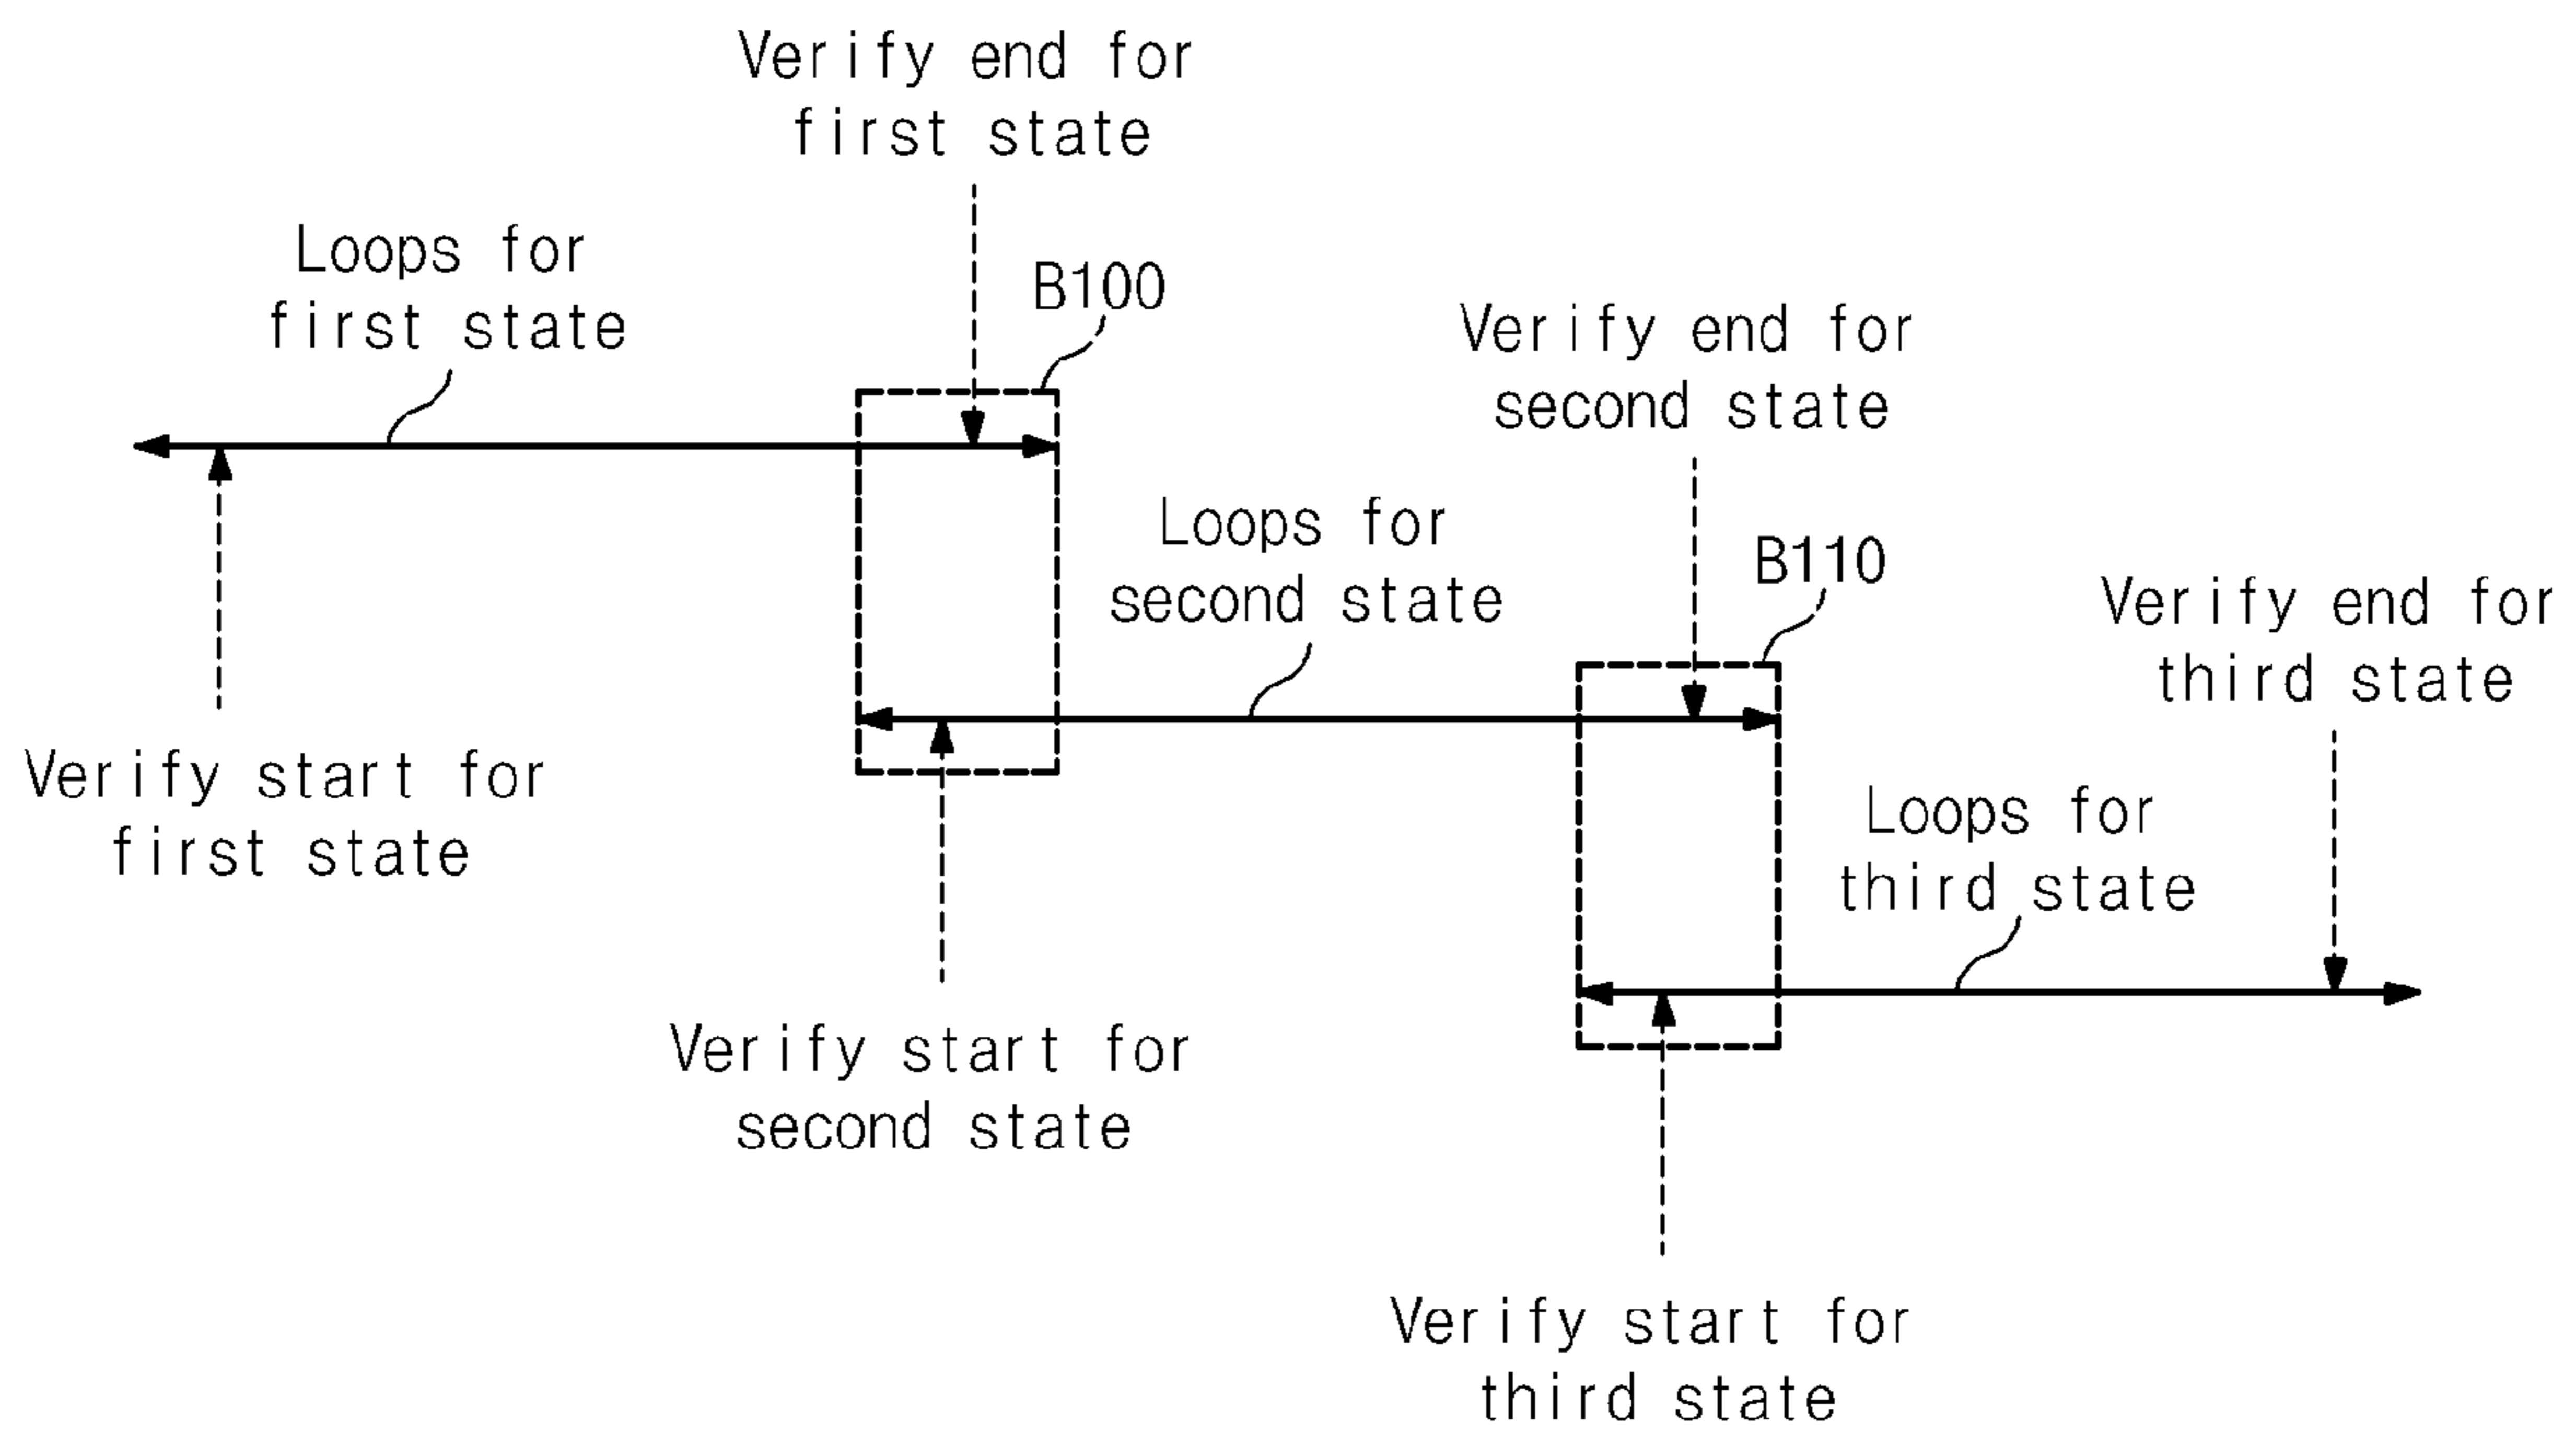 Verify end for
first state
Loops for
first state
B100
Verify end for
second state
Loops for
second state
B110
Verify end for
third state
Verify start for
first state
Loops for
third state
Verify start for
second state
Verify start for
third state